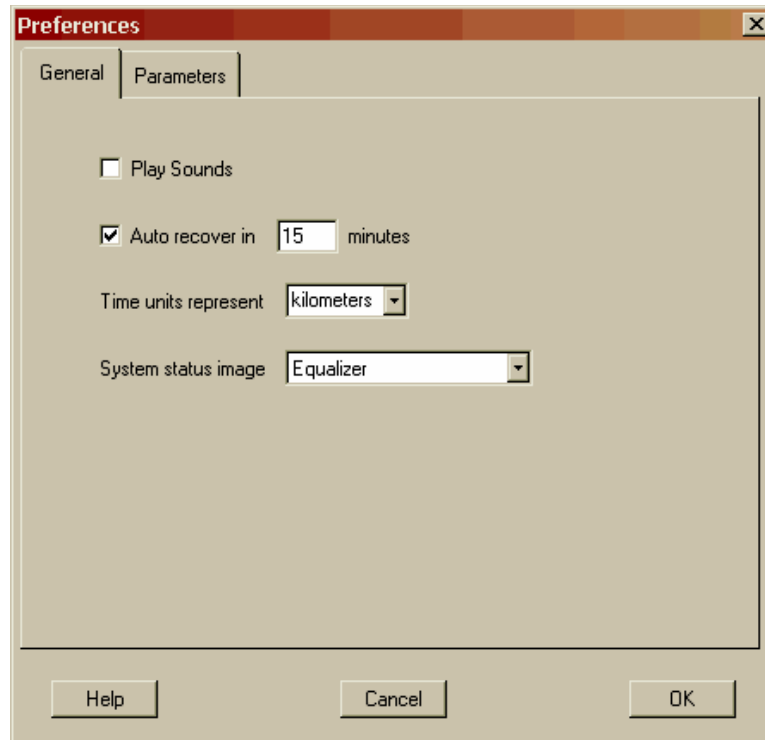 Preferences
General Parameters
Play Sounds
Auto recover in 15 minutes
Time units represent kilometers
System status image Equalizer
Help Cancel OK